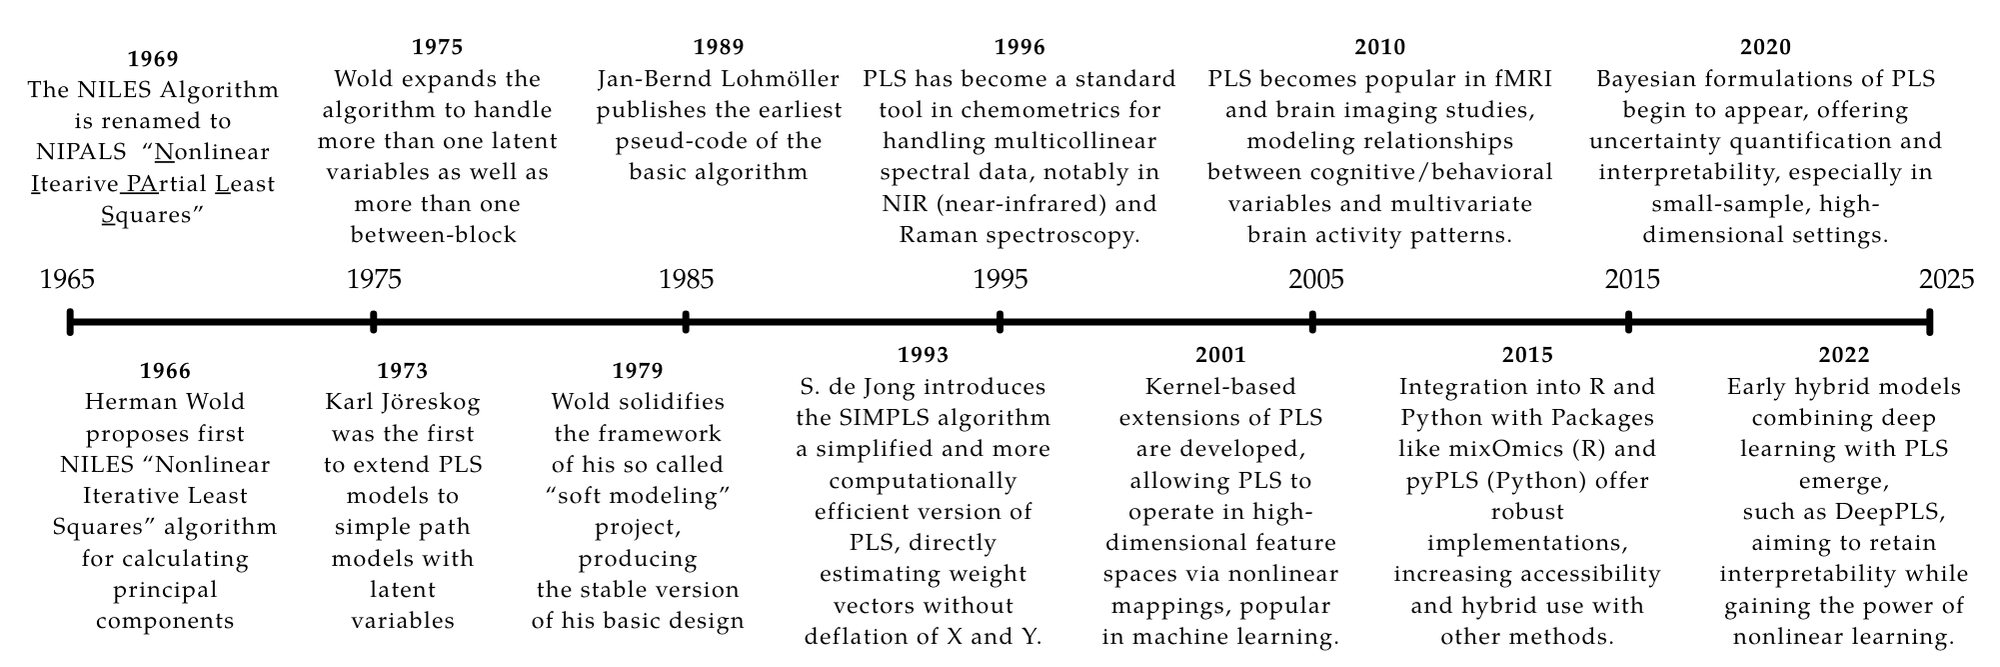 1969
The NILES Algorithm
is renamed to
NIPALS  “Nonlinear
Itearive PArtial Least
Squares”
1975
Wold expands the
algorithm to handle
more than one latent
variables as well as
more than one
between-block
1989
Jan-Bernd Lohmöller
publishes the earliest
pseud-code of the
basic algorithm
1996
PLS has become a standard
tool in chemometrics for
handling multicollinear
spectral data, notably in
NIR (near-infrared) and
Raman spectroscopy.
2010
PLS becomes popular in fMRI
and brain imaging studies,
modeling relationships
between cognitive/behavioral
variables and multivariate
brain activity patterns.
2020
Bayesian formulations of PLS
begin to appear, offering
uncertainty quantification and
interpretability, especially in
small-sample, high-
dimensional settings.
1965 1975 1985 1995 2005 2015 2025
1966
Herman Wold
proposes first
NILES “Nonlinear
Iterative Least
Squares” algorithm
for calculating
principal
components
1973
Karl Jöreskog
was the first
to extend PLS
models to
simple path
models with
latent
variables
1979
Wold solidifies
the framework
of his so called
“soft modeling”
project,
producing
the stable version
of his basic design
1993
S. de Jong introduces
the SIMPLS algorithm
a simplified and more
computationally
efficient version of
PLS, directly
estimating weight
vectors without
deflation of X and Y.
2001
Kernel-based
extensions of PLS
are developed,
allowing PLS to
operate in high-
dimensional feature
spaces via nonlinear
mappings, popular
in machine learning.
2015
Integration into R and
Python with Packages
like mixOmics (R) and
pyPLS (Python) offer
robust
implementations,
increasing accessibility
and hybrid use with
other methods.
2022
Early hybrid models
combining deep
learning with PLS
emerge,
such as DeepPLS,
aiming to retain
interpretability while
gaining the power of
nonlinear learning.